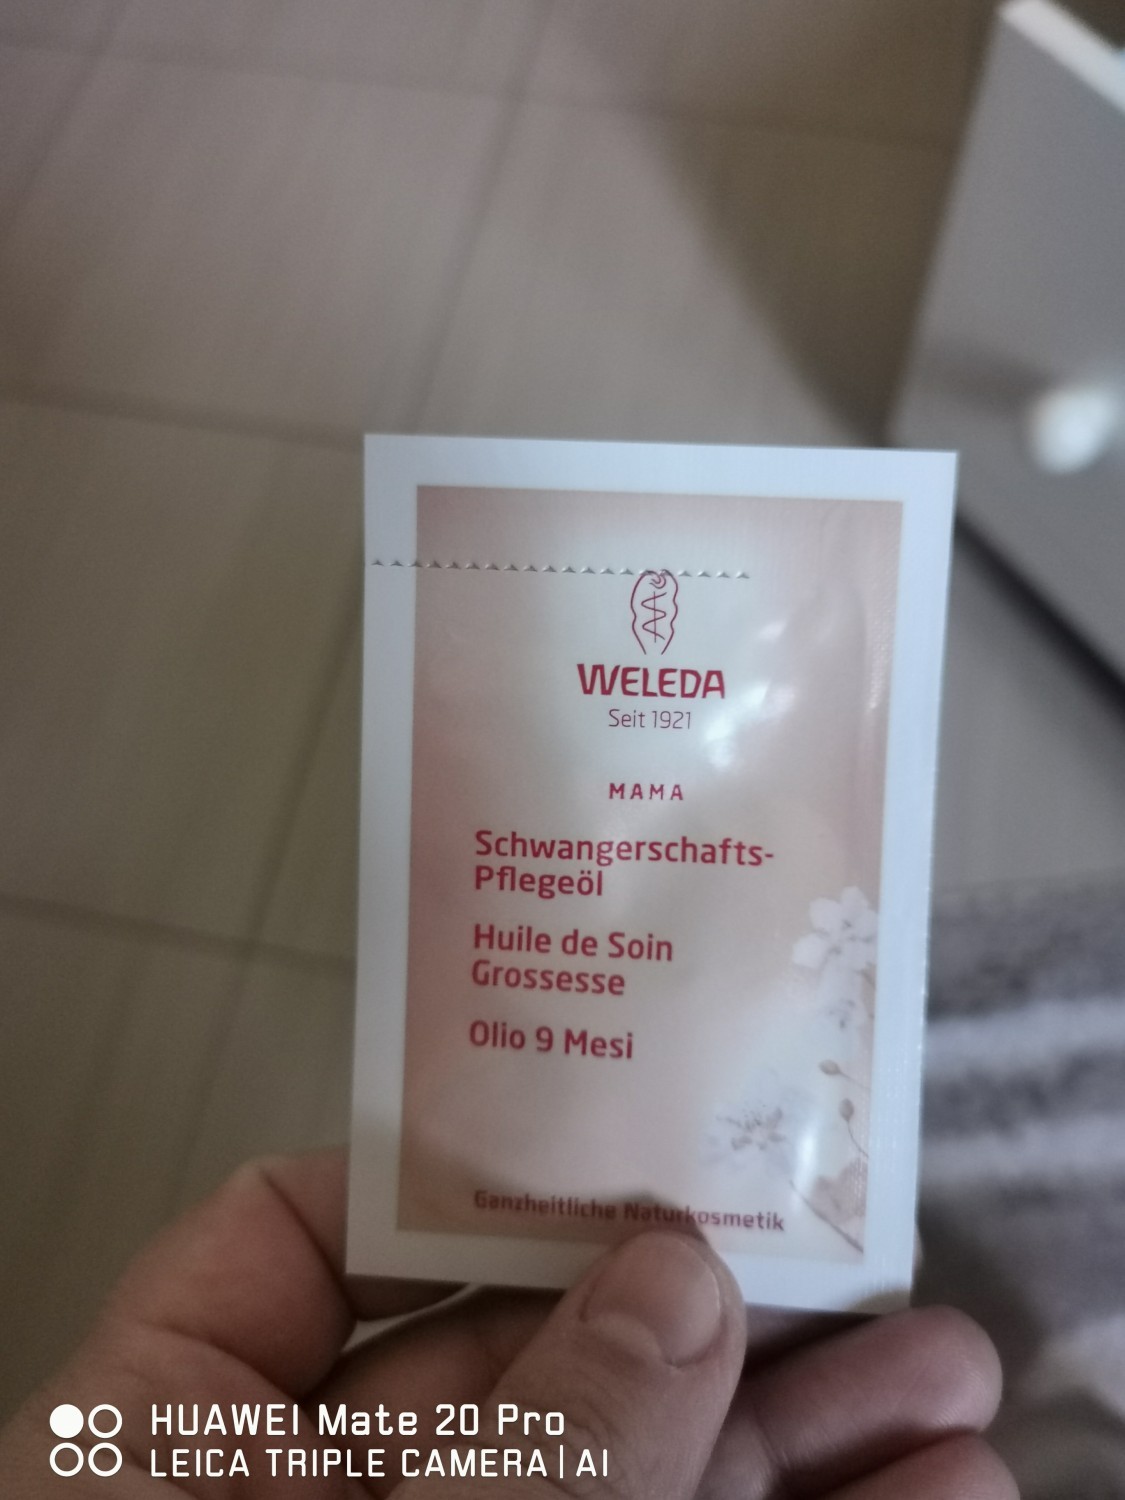 WELEDA
Seit 1921
MAMA
Schwangerschafts-
Pflegeöl
Huile de Soin
Grossesse
Olio 9 Mesi
Ganzheitliche Naturkosmetik
HUAWEI Mate 20 Pro
LEICA TRIPLE CAMERA | AI